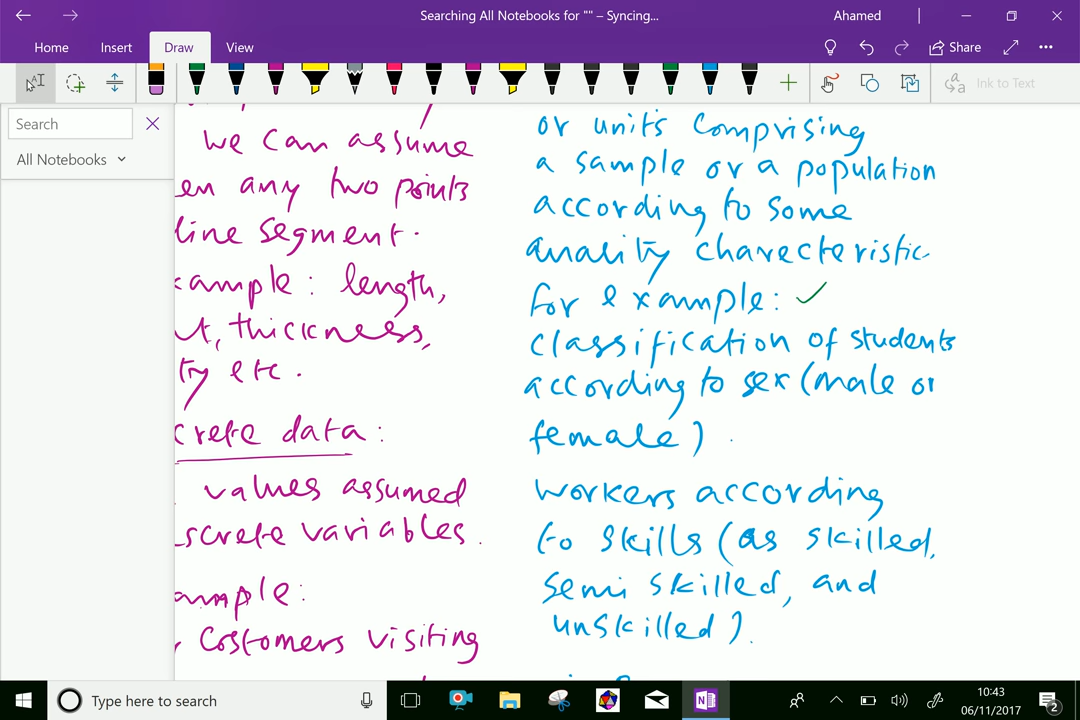 Searching All Notebooks for "" – Syncing...
Ahamed
Home
Insert
Draw
View
Share
Ink to Text
Search
All Notebooks
we can assume
en any two points
line segment.
ample: length,
t, thickness,
ty etc.
crete data:
values assumed
screte variables.
ample:
r costomers visiting
or units comprising
a sample or a population
according to some
quality charecteristic
for example: ✓
classification of students
according to sex (male or
female).
workers according
to skills (as skilled,
semi skilled, and
unskilled).
Type here to search
10:43
06/11/2017
2